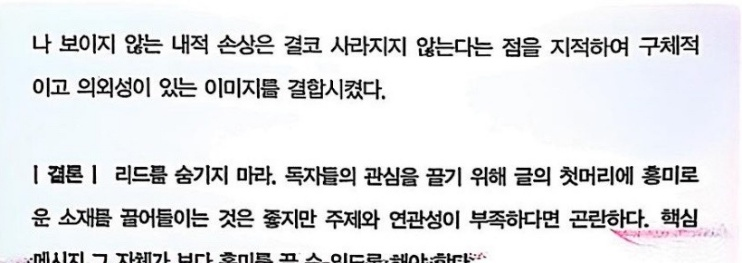 나 보이지 않는 내적 손상은 결코 사라지지 않는다는 점을 지적하여 구체적
이고 의외성이 있는 이미지를 결합시켰다.
| 결론 | 리드를 숨기지 마라. 독자들의 관심을 끌기 위해 글의 첫머리에 흥미로
운 소재를 끌어들이는 것은 좋지만 주제와 연관성이 부족하다면 곤란하다. 핵심
메시지 그 자체가 보다 흥미를 끌 수 있도록 해야 한다.